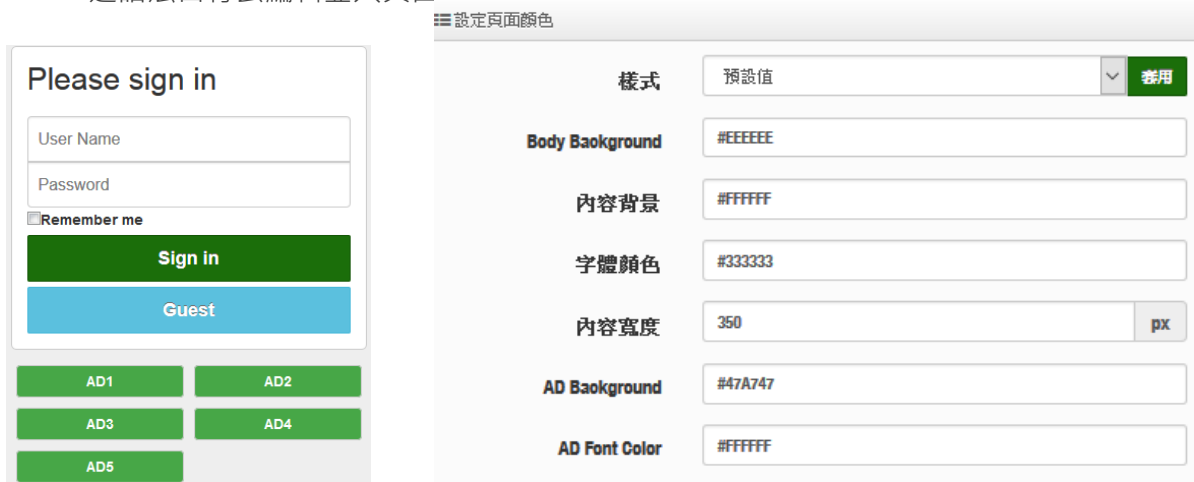 設定頁面顏色
Please sign in
User Name
Password
Remember me
Sign in
Guest
AD1 AD2
AD3 AD4
AD5
樣式 預設值 套用
Body Background #EEEEEE
內容背景 #FFFFFF
字體顏色 #333333
內容寬度 350 px
AD Background #47A747
AD Font Color #FFFFFF